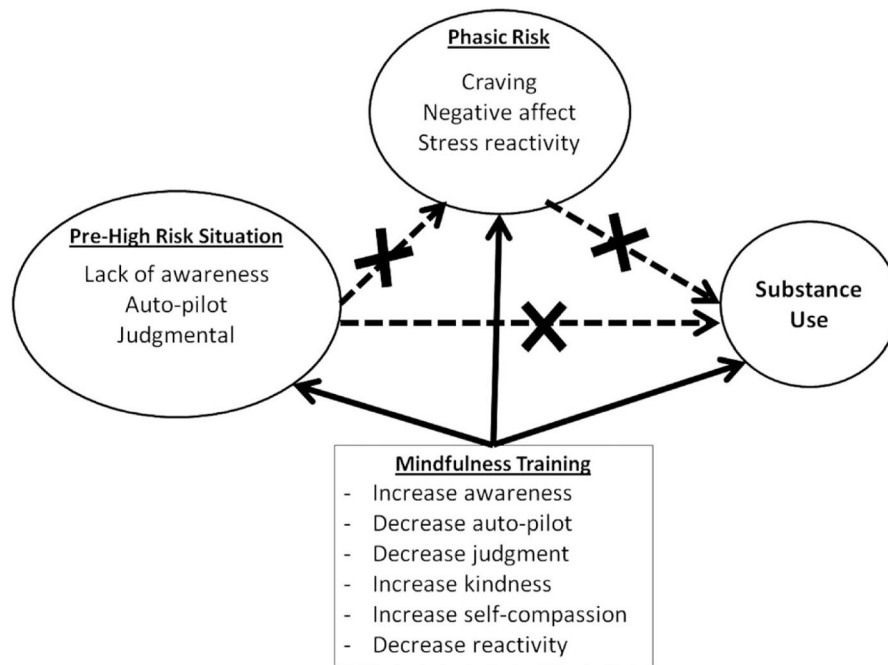 Phasic Risk
Craving
Negative affect
Stress reactivity
Pre-High Risk Situation
Lack of awareness
Auto-pilot
Judgmental
Substance
Use
Mindfulness Training
- Increase awareness
- Decrease auto-pilot
- Decrease judgment
- Increase kindness
- Increase self-compassion
- Decrease reactivity